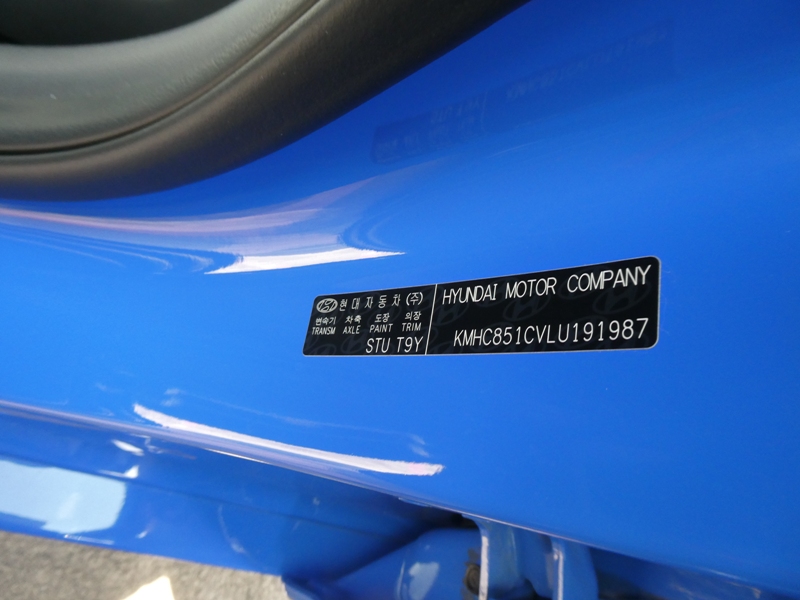 현대자동차(주)
변속기 차축 도장 의장
TRANSM AXLE PAINT TRIM
STU T9Y
HYUNDAI MOTOR COMPANY
KMHC851CVLU191987